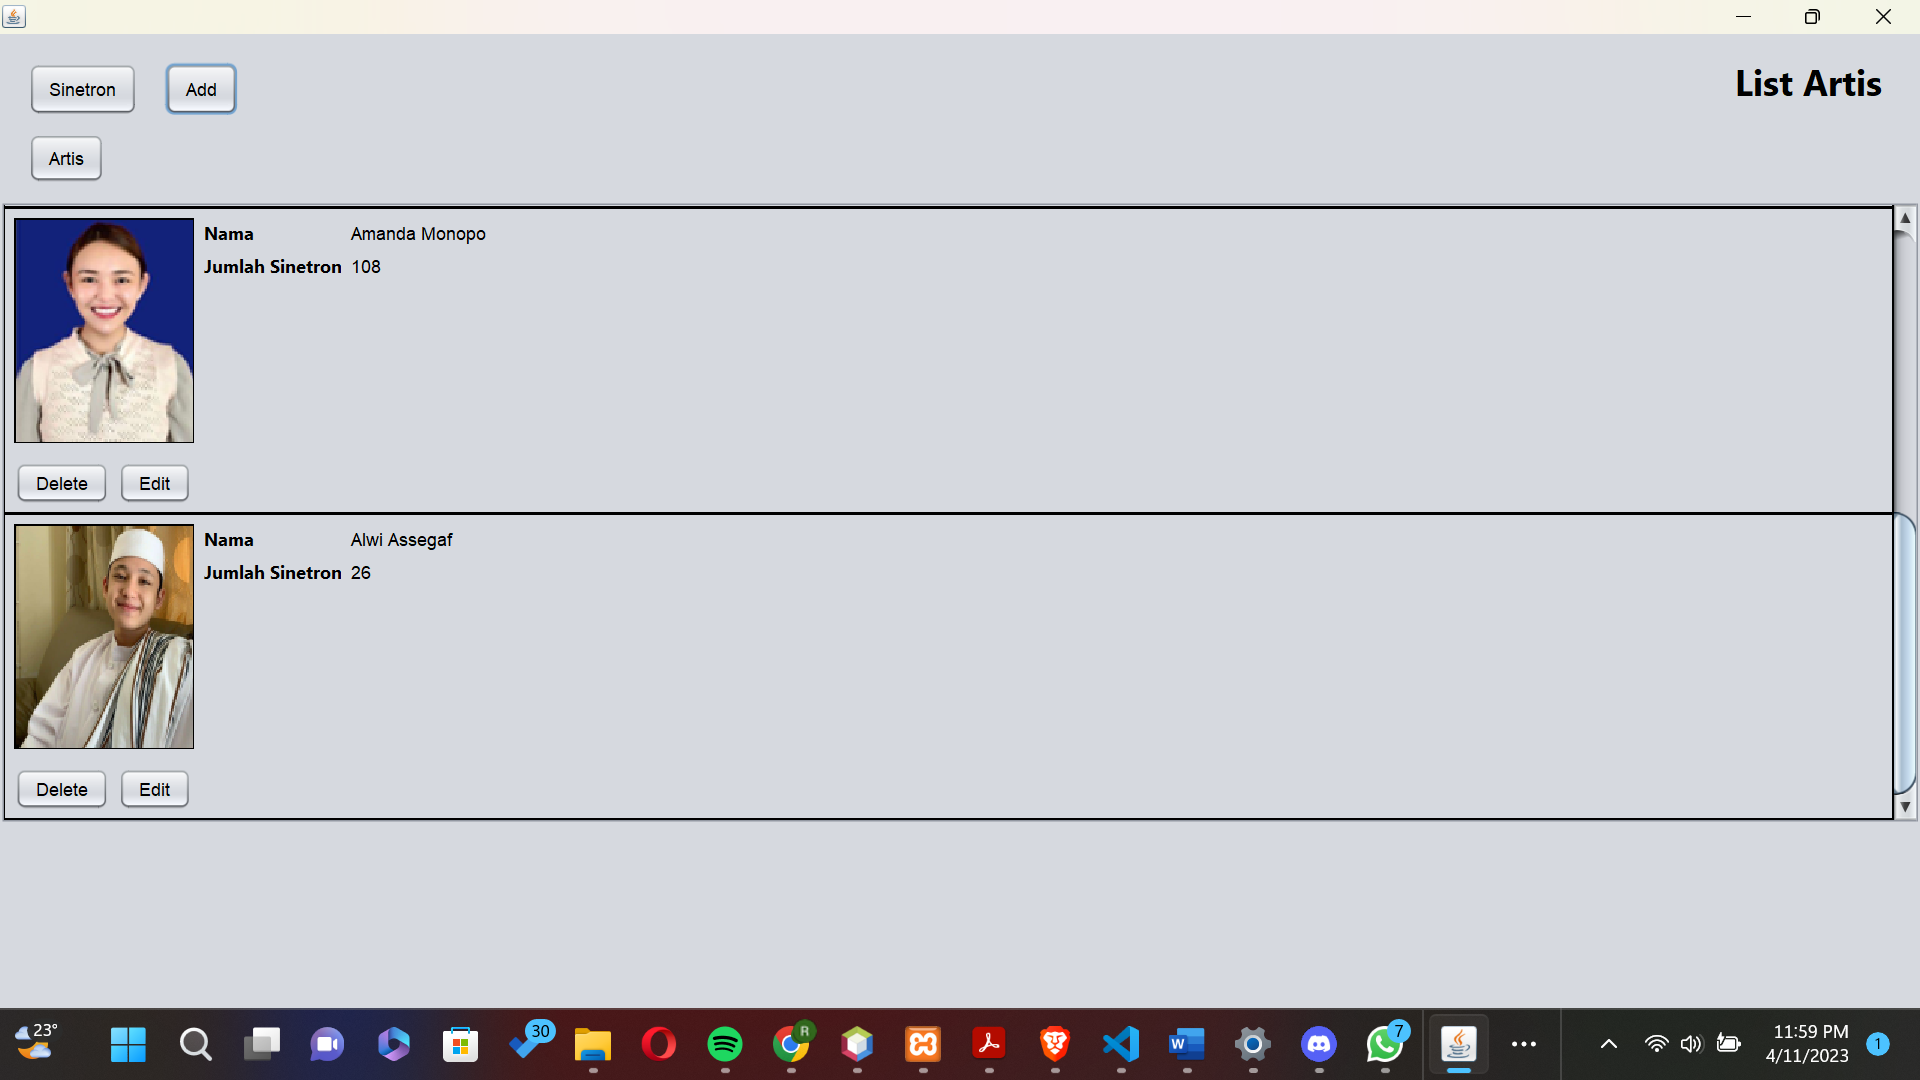 Sinetron
Add
List Artis
Artis
Nama Amanda Monopo
Jumlah Sinetron 108
Delete
Edit
Nama Alwi Assegaf
Jumlah Sinetron 26
Delete
Edit
23°
30
R
W
7
11:59 PM
4/11/2023
1